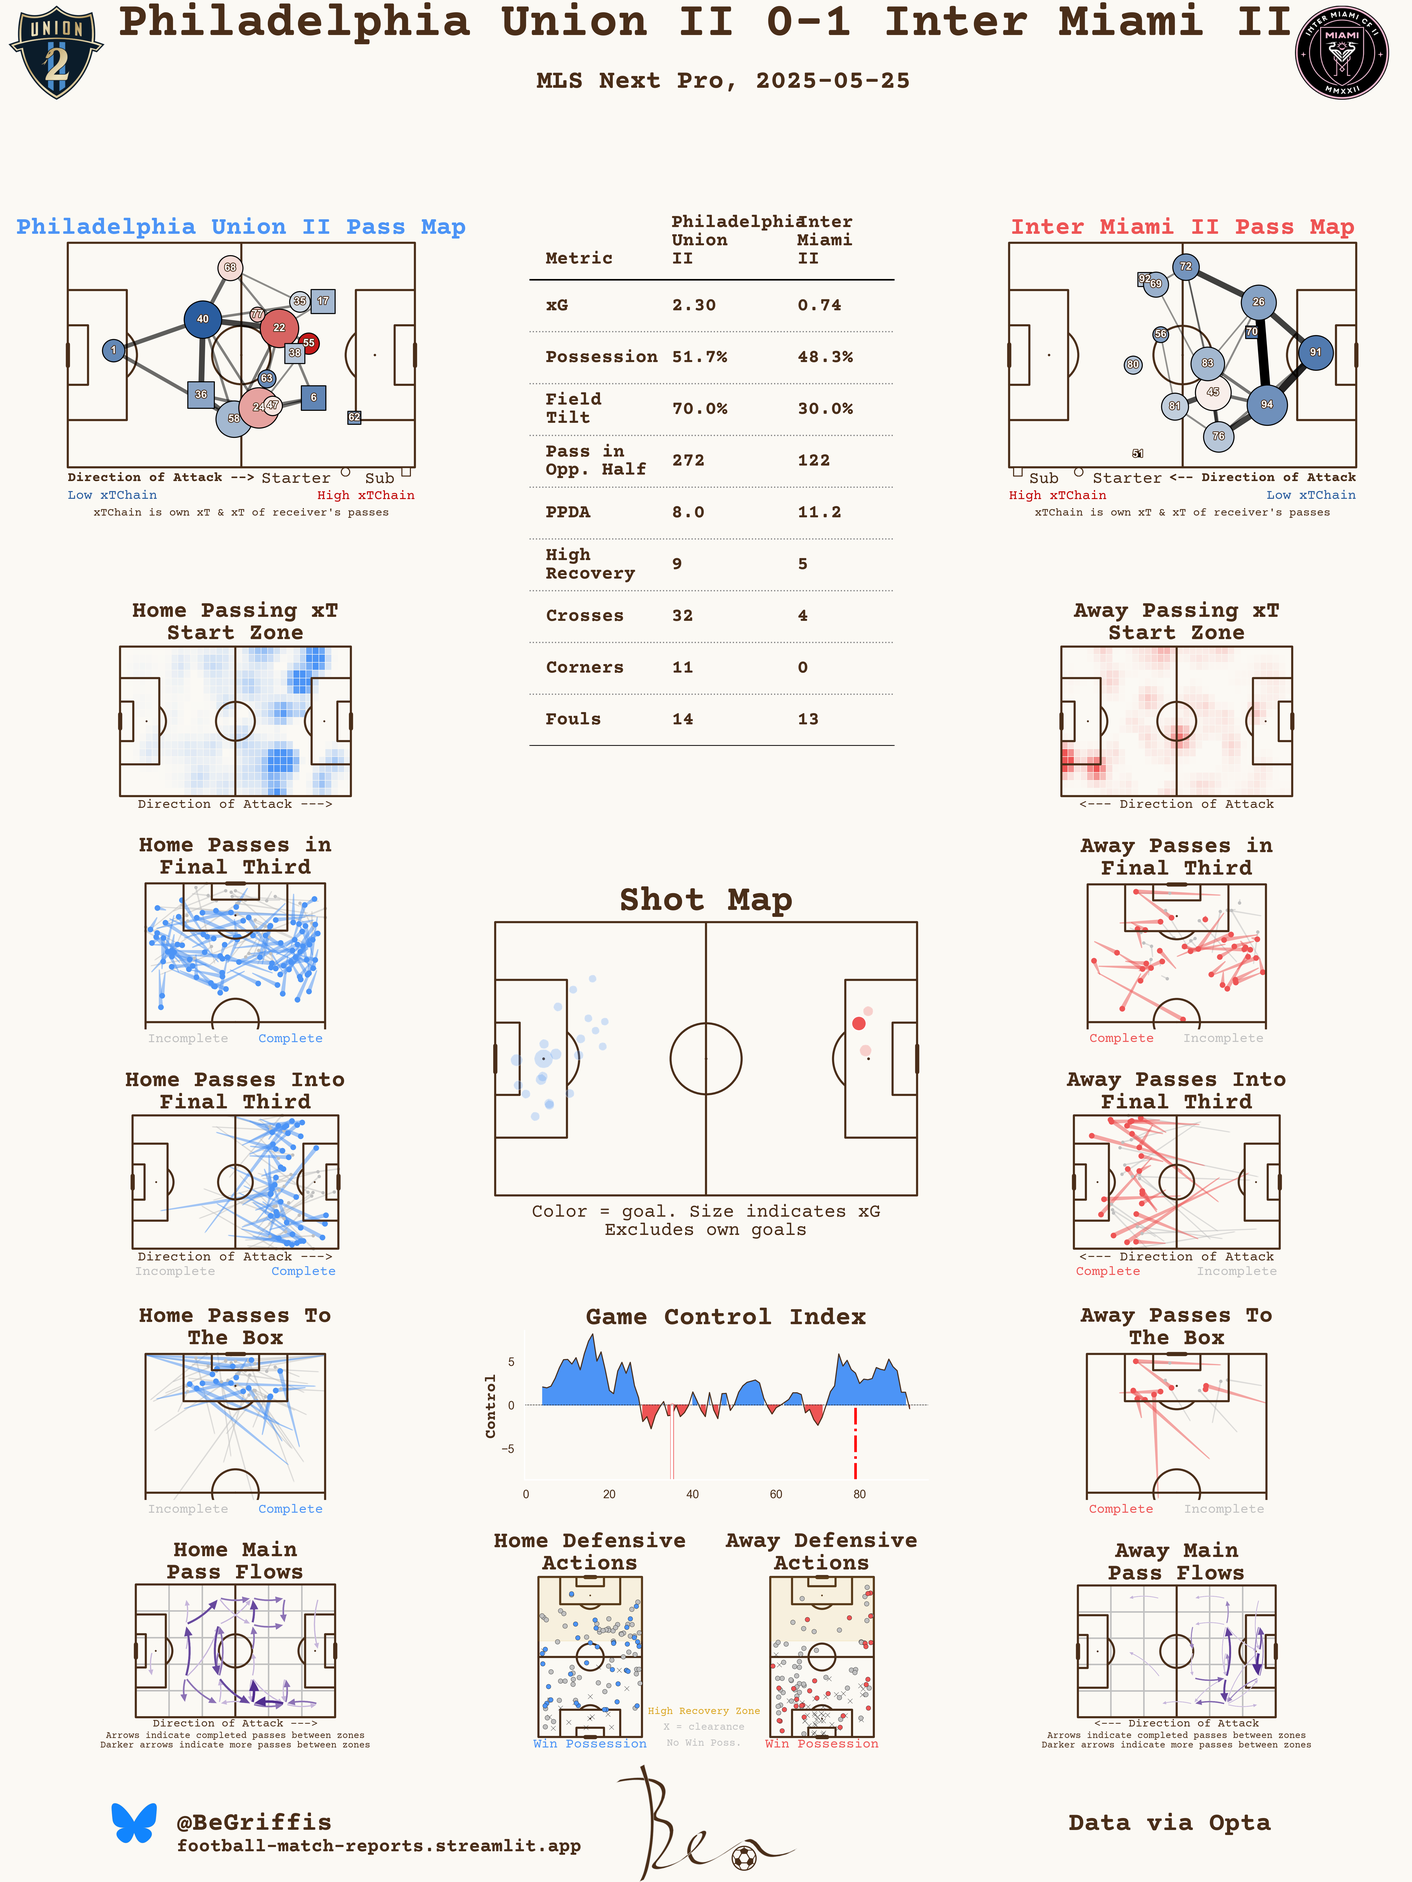 Philadelphia Union II 0-1 Inter Miami II
MLS Next Pro, 2025-05-25
UNION
2
INTER MIAMI CF II
MIAMI
MMXXII
Philadelphia Union II Pass Map
68
35
17
77
40
22
55
38
1
63
36
6
24
47
58
62
Direction of Attack --> Starter Sub
Low xTChain High xTChain
xTChain is own xT & xT of receiver's passes
Metric Philadelphia Union II Inter Miami II
xG 2.30 0.74
Possession 51.7% 48.3%
Field Tilt 70.0% 30.0%
Pass in Opp. Half 272 122
PPDA 8.0 11.2
High Recovery 9 5
Crosses 32 4
Corners 11 0
Fouls 14 13
Inter Miami II Pass Map
72
92
69
26
56
70
91
80
83
45
81
94
76
51
Sub Starter <-- Direction of Attack
High xTChain Low xTChain
xTChain is own xT & xT of receiver's passes
Home Passing xT
Start Zone
Direction of Attack --->
Away Passing xT
Start Zone
<--- Direction of Attack
Home Passes in
Final Third
Incomplete Complete
Away Passes in
Final Third
Complete Incomplete
Shot Map
Color = goal. Size indicates xG
Excludes own goals
Home Passes Into
Final Third
Direction of Attack --->
Incomplete Complete
Away Passes Into
Final Third
<--- Direction of Attack
Complete Incomplete
Home Passes To
The Box
Incomplete Complete
Game Control Index
Control
5
0
−5
0 20 40 60 80
Away Passes To
The Box
Complete Incomplete
Home Main
Pass Flows
Direction of Attack --->
Arrows indicate completed passes between zones
Darker arrows indicate more passes between zones
Home Defensive
Actions
Win Possession
High Recovery Zone
X = clearance
No Win Poss.
Away Defensive
Actions
Win Possession
Away Main
Pass Flows
<--- Direction of Attack
Arrows indicate completed passes between zones
Darker arrows indicate more passes between zones
@BeGriffis
football-match-reports.streamlit.app
Ben
Data via Opta